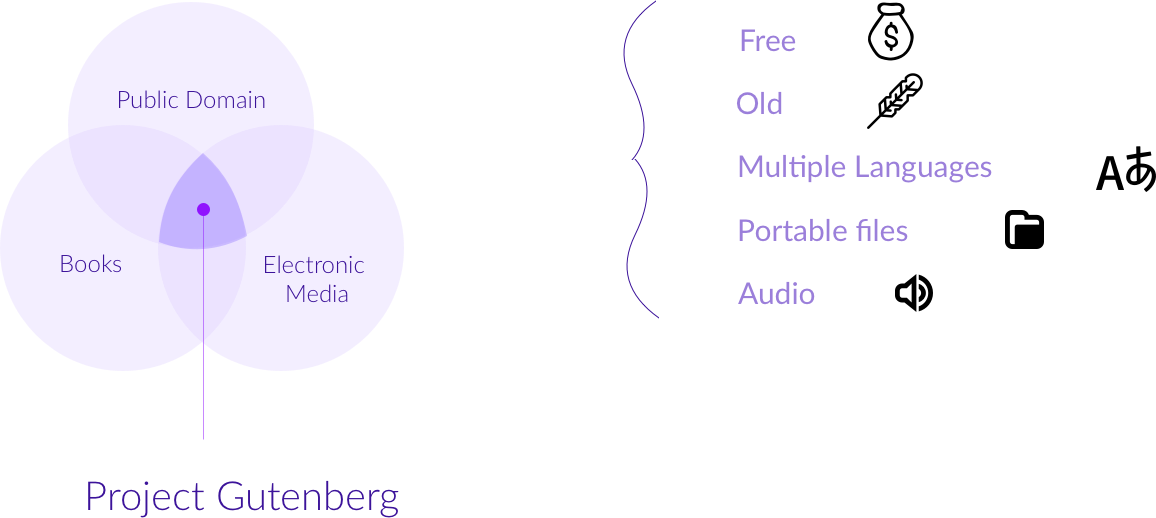 Public Domain
Books
Electronic
Media
Project Gutenberg
Free
$
Old
Multiple Languages
Aあ
Portable files
Audio